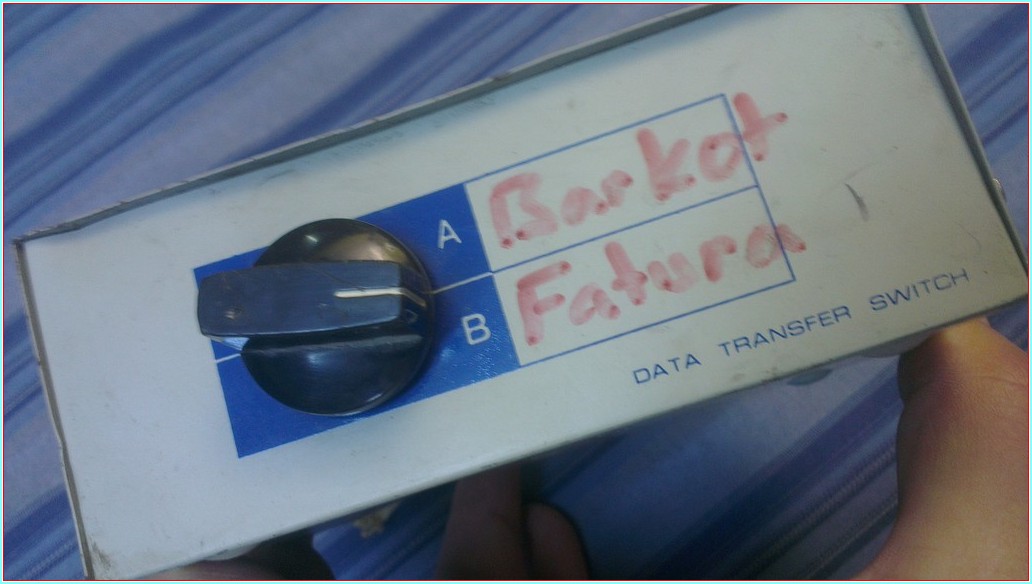 A Barkot
B Fatura
DATA TRANSFER SWITCH